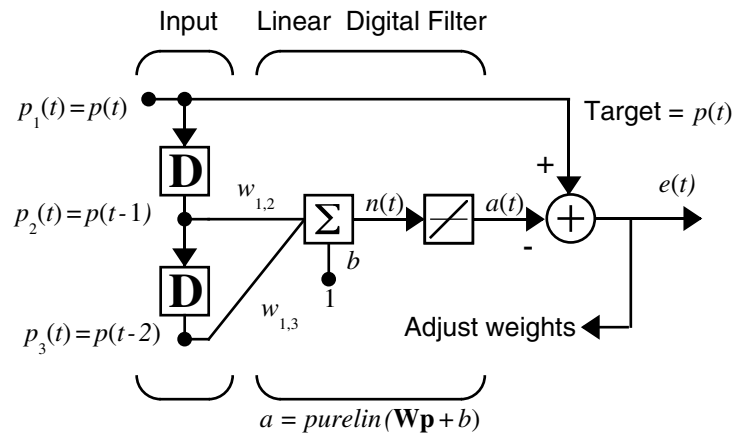 Input
Linear Digital Filter
p₁(t) = p(t)
Target = p(t)
D
+
e(t)
w₁,₂
n(t)
a(t)
p₂(t) = p(t-1)
Σ
+
-
b
D
1
w₁,₃
p₃(t) = p(t-2)
Adjust weights
a = purelin(Wp + b)